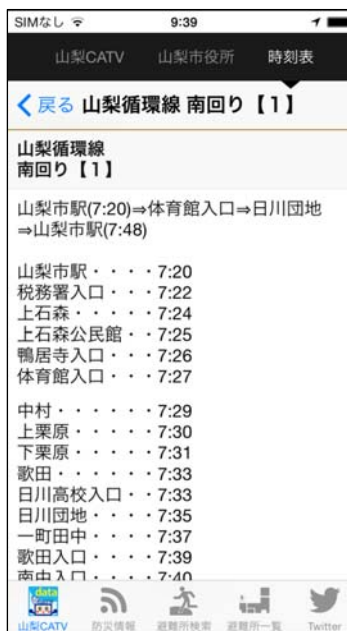 SIMなし 9:39
山梨CATV 山梨市役所 時刻表
戻る 山梨循環線 南回り【1】
山梨循環線
南回り【1】
山梨市駅(7:20)⇒体育館入口⇒日川団地
⇒山梨市駅(7:48)
山梨市駅・・・・7:20
税務署入口・・・7:22
上石森・・・・・7:24
上石森公民館・・7:25
鴨居寺入口・・・7:26
体育館入口・・・7:27
中村・・・・・・7:29
上栗原・・・・・7:30
下栗原・・・・・7:31
歌田・・・・・・7:33
日川高校入口・・7:33
日川団地・・・・7:35
一町田中・・・・7:37
歌田入口・・・・7:39
南中入口・・・・7:40
data
山梨CATV 防災情報 避難所検索 避難所一覧 Twitter